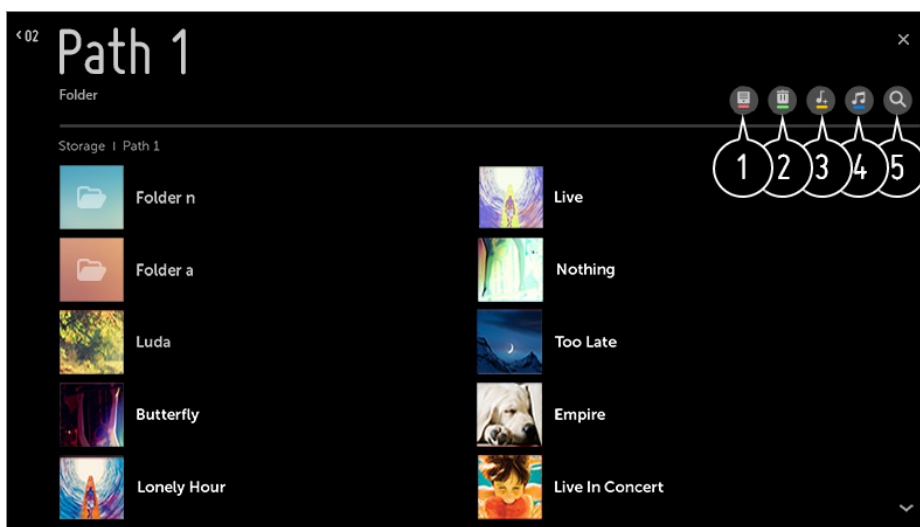 <02
Path 1
×
Folder
1 2 3 4 5
Storage I Path 1
Folder n
Live
Folder a
Nothing
Luda
Too Late
Butterfly
Empire
Lonely Hour
Live In Concert